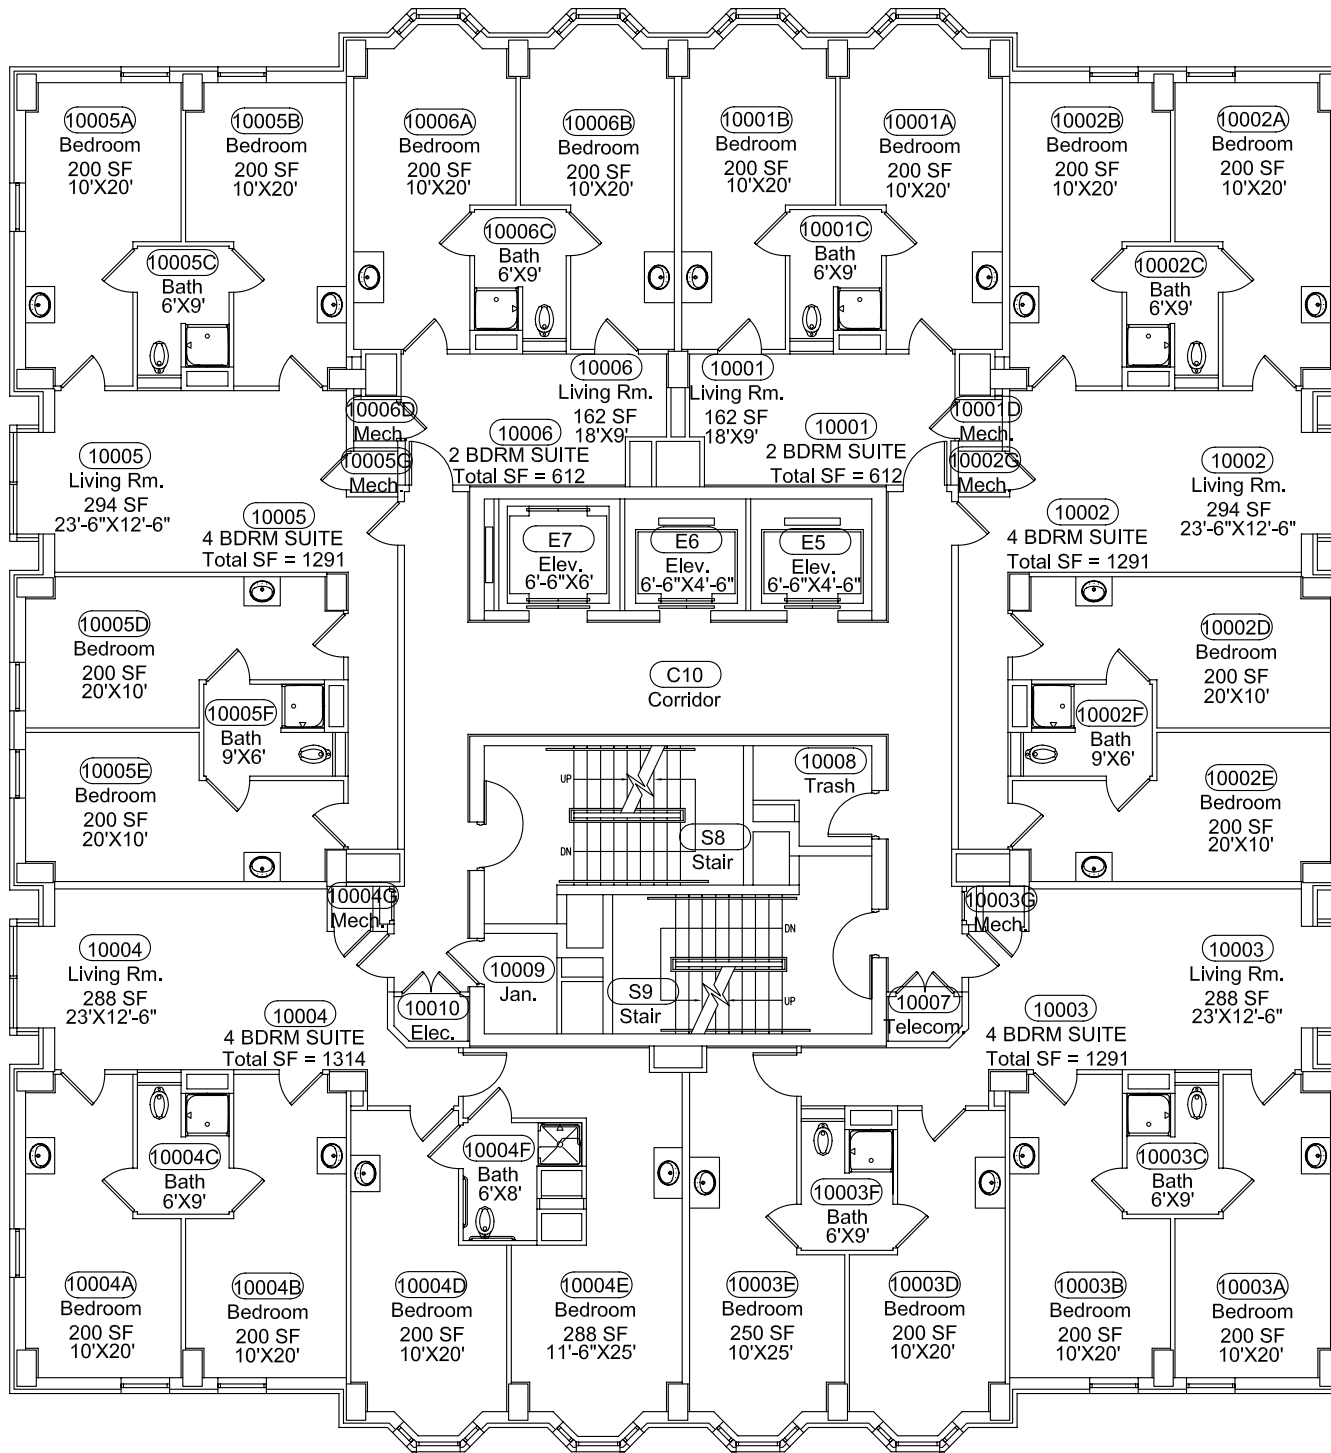 10005A
Bedroom
200 SF
10'X20'
10005B
Bedroom
200 SF
10'X20'
10006A
Bedroom
200 SF
10'X20'
10006B
Bedroom
200 SF
10'X20'
10001B
Bedroom
200 SF
10'X20'
10001A
Bedroom
200 SF
10'X20'
10002B
Bedroom
200 SF
10'X20'
10002A
Bedroom
200 SF
10'X20'
10005C
Bath
6'X9'
10006C
Bath
6'X9'
10001C
Bath
6'X9'
10002C
Bath
6'X9'
10006
Living Rm.
162 SF
18'X9'
10001
Living Rm.
162 SF
18'X9'
10006D
Mech.
10005G
Mech.
10006
2 BDRM SUITE
Total SF = 612
10001
2 BDRM SUITE
Total SF = 612
10001D
Mech.
10002G
Mech.
10005
Living Rm.
294 SF
23'-6"X12'-6"
10005
4 BDRM SUITE
Total SF = 1291
E7
Elev.
6'-6"X6'
E6
Elev.
6'-6"X4'-6"
E5
Elev.
6'-6"X4'-6"
10002
4 BDRM SUITE
Total SF = 1291
10002
Living Rm.
294 SF
23'-6"X12'-6"
10005D
Bedroom
200 SF
20'X10'
10005F
Bath
9'X6'
C10
Corridor
10002F
Bath
9'X6'
10002D
Bedroom
200 SF
20'X10'
10005E
Bedroom
200 SF
20'X10'
UP
DN
S8
Stair
10008
Trash
10002E
Bedroom
200 SF
20'X10'
10004G
Mech.
10003G
Mech.
10004
Living Rm.
288 SF
23'X12'-6"
10004
4 BDRM SUITE
Total SF = 1314
10010
Elec.
10009
Jan.
S9
Stair
DN
UP
10007
Telecom.
10003
4 BDRM SUITE
Total SF = 1291
10003
Living Rm.
288 SF
23'X12'-6"
10004C
Bath
6'X9'
10004F
Bath
6'X8'
10003F
Bath
6'X9'
10003C
Bath
6'X9'
10004A
Bedroom
200 SF
10'X20'
10004B
Bedroom
200 SF
10'X20'
10004D
Bedroom
200 SF
10'X20'
10004E
Bedroom
288 SF
11'-6"X25'
10003E
Bedroom
250 SF
10'X25'
10003D
Bedroom
200 SF
10'X20'
10003B
Bedroom
200 SF
10'X20'
10003A
Bedroom
200 SF
10'X20'